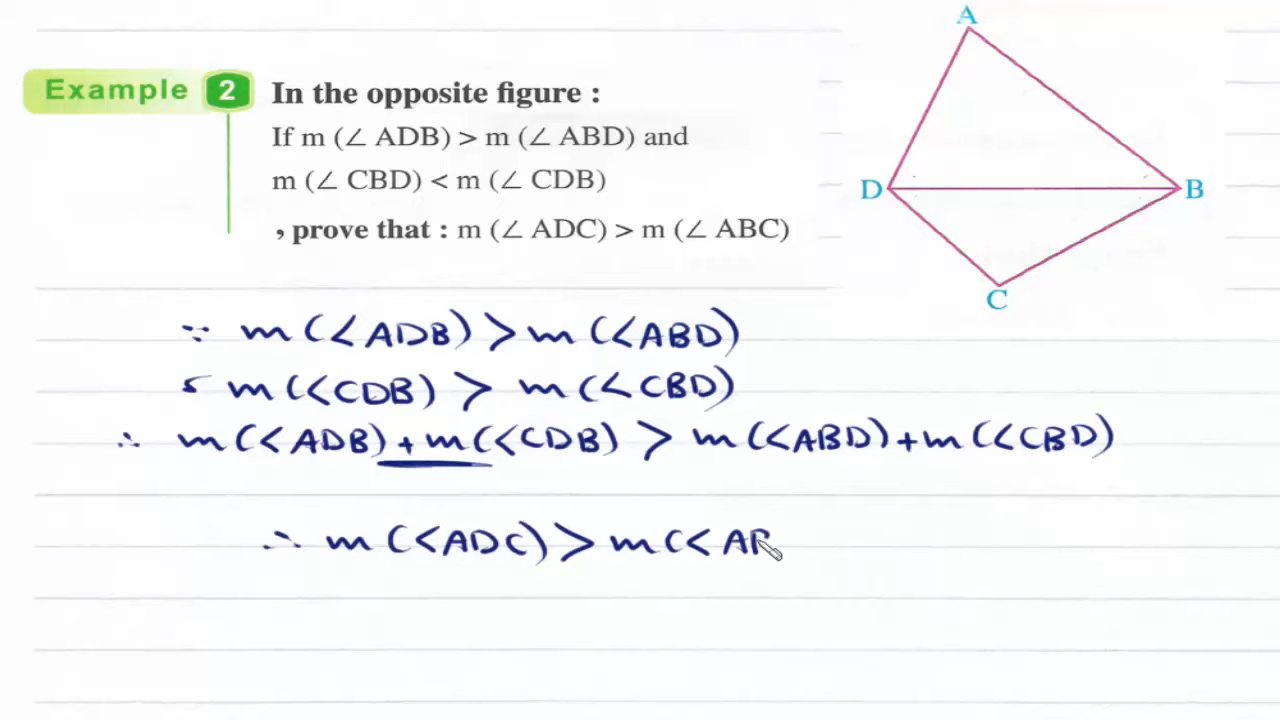 Example 2 In the opposite figure :
If m (∠ ADB) > m (∠ ABD) and
m (∠ CBD) < m (∠ CDB)
, prove that : m (∠ ADC) > m (∠ ABC)
A
D
B
C
∵ m (<ADB) > m (<ABD)
, m (<CDB) > m (<CBD)
∴ m (<ADB) + m (<CDB) > m (<ABD) + m (<CBD)
∴ m (<ADC) > m (< AB